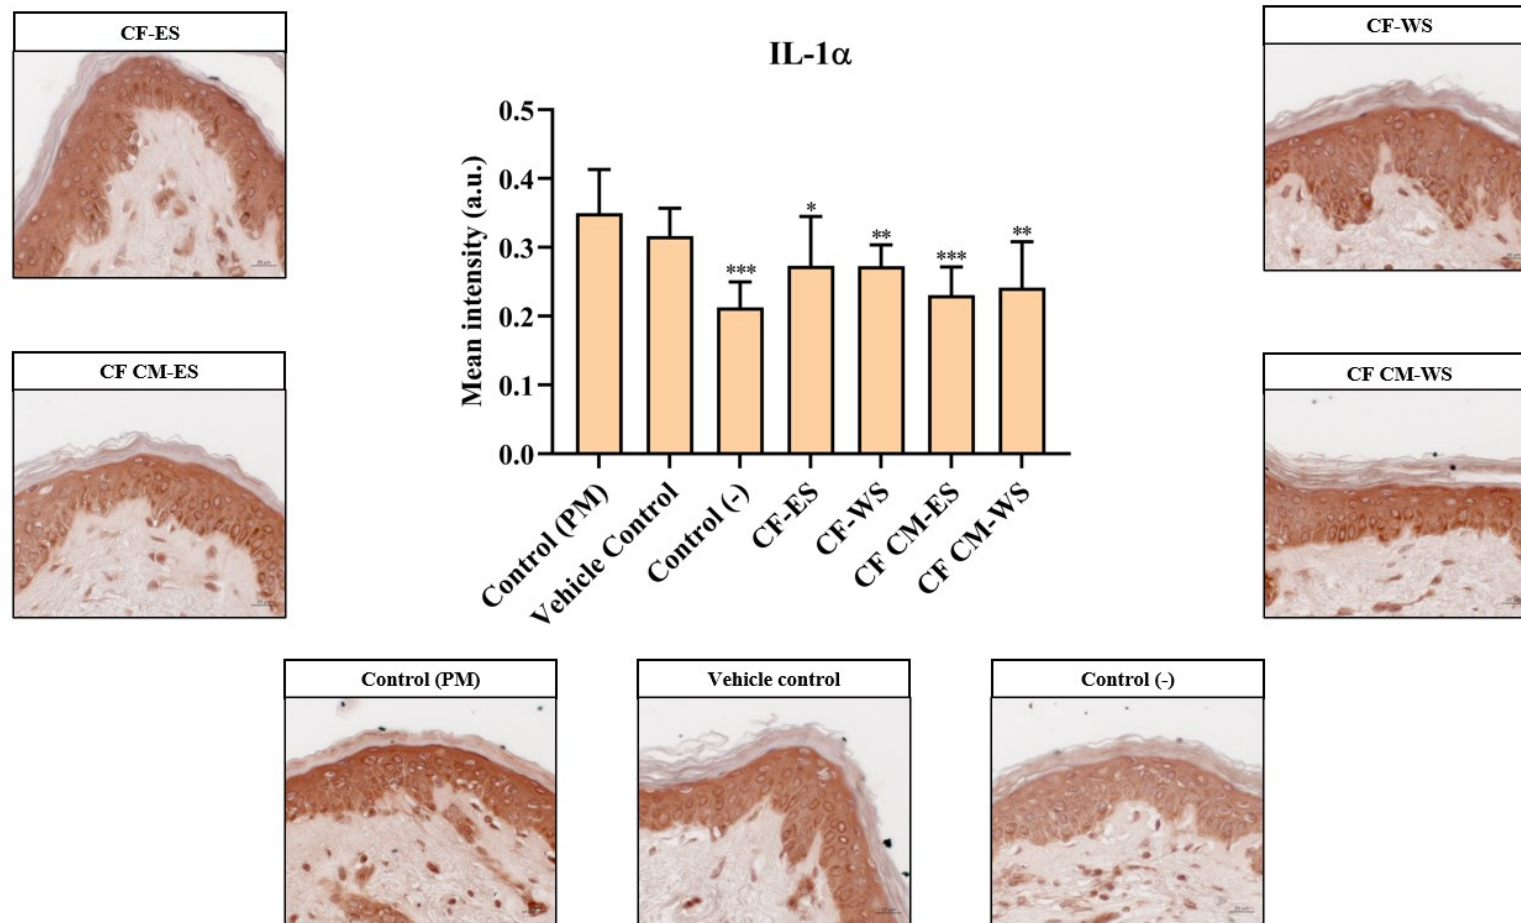 CF-ES
CF-WS
IL-1α
0.5
0.4
0.3
0.2
0.1
0.0
Mean intensity (a.u.)
*
**
**
***
***
Control (PM)
Vehicle Control
Control (-)
CF-ES
CF-WS
CF CM-ES
CF CM-WS
CF CM-ES
CF CM-WS
Control (PM)
Vehicle control
Control (-)